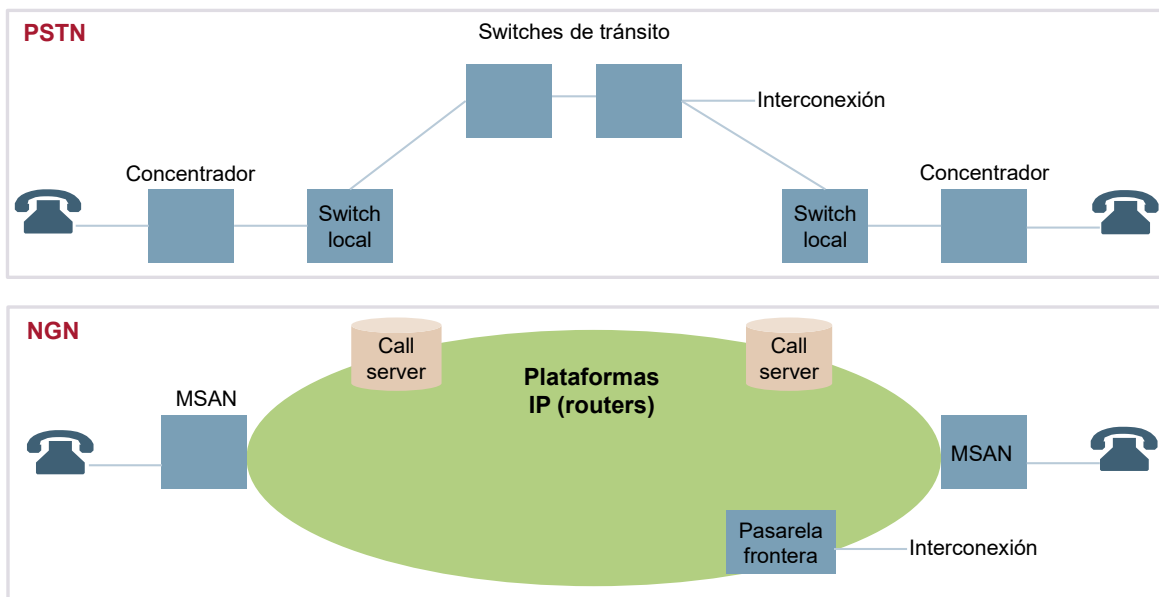 PSTN
Switches de tránsito
Interconexión
Concentrador
Concentrador
Switch
local
Switch
local
NGN
Call
server
Call
server
Plataformas
IP (routers)
MSAN
MSAN
Pasarela
frontera
Interconexión